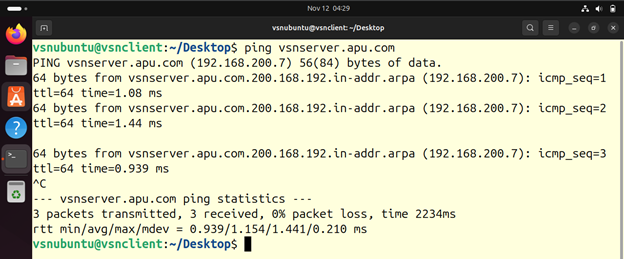 Nov 12 04:29
vsnubuntu@vsnclient: ~/Desktop
vsnubuntu@vsnclient:~/Desktop$ ping vsnserver.apu.com
PING vsnserver.apu.com (192.168.200.7) 56(84) bytes of data.
64 bytes from vsnserver.apu.com.200.168.192.in-addr.arpa (192.168.200.7): icmp_seq=1
ttl=64 time=1.08 ms
64 bytes from vsnserver.apu.com.200.168.192.in-addr.arpa (192.168.200.7): icmp_seq=2
ttl=64 time=1.44 ms
64 bytes from vsnserver.apu.com.200.168.192.in-addr.arpa (192.168.200.7): icmp_seq=3
ttl=64 time=0.939 ms
^C
--- vsnserver.apu.com ping statistics ---
3 packets transmitted, 3 received, 0% packet loss, time 2234ms
rtt min/avg/max/mdev = 0.939/1.154/1.441/0.210 ms
vsnubuntu@vsnclient:~/Desktop$